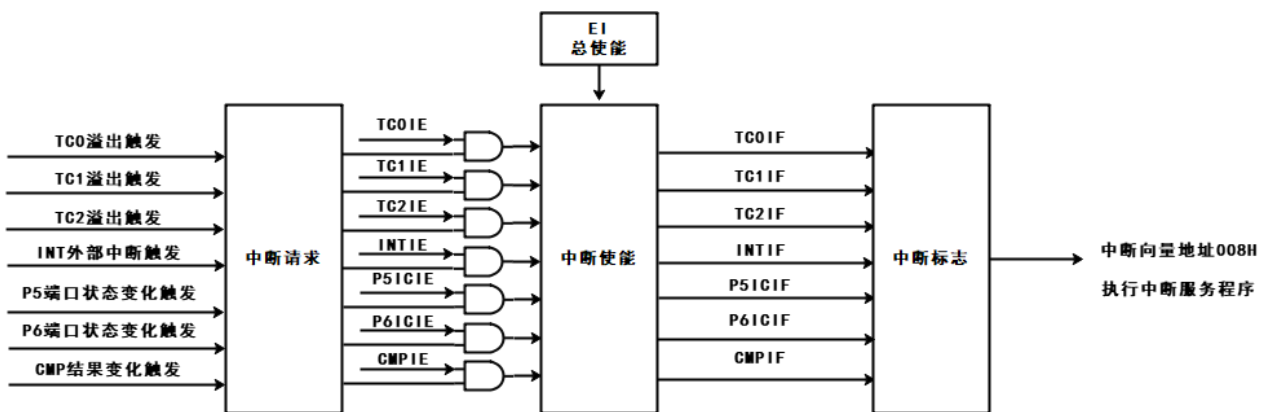 EI
总使能
TC0溢出触发
TC1溢出触发
TC2溢出触发
INT外部中断触发
P5端口状态变化触发
P6端口状态变化触发
CMP结果变化触发
中断请求
TC0IE
TC1IE
TC2IE
INTIE
P5ICIE
P6ICIE
CMPIE
中断使能
TC0IF
TC1IF
TC2IF
INTIF
P5ICIF
P6ICIF
CMPIF
中断标志
中断向量地址008H
执行中断服务程序